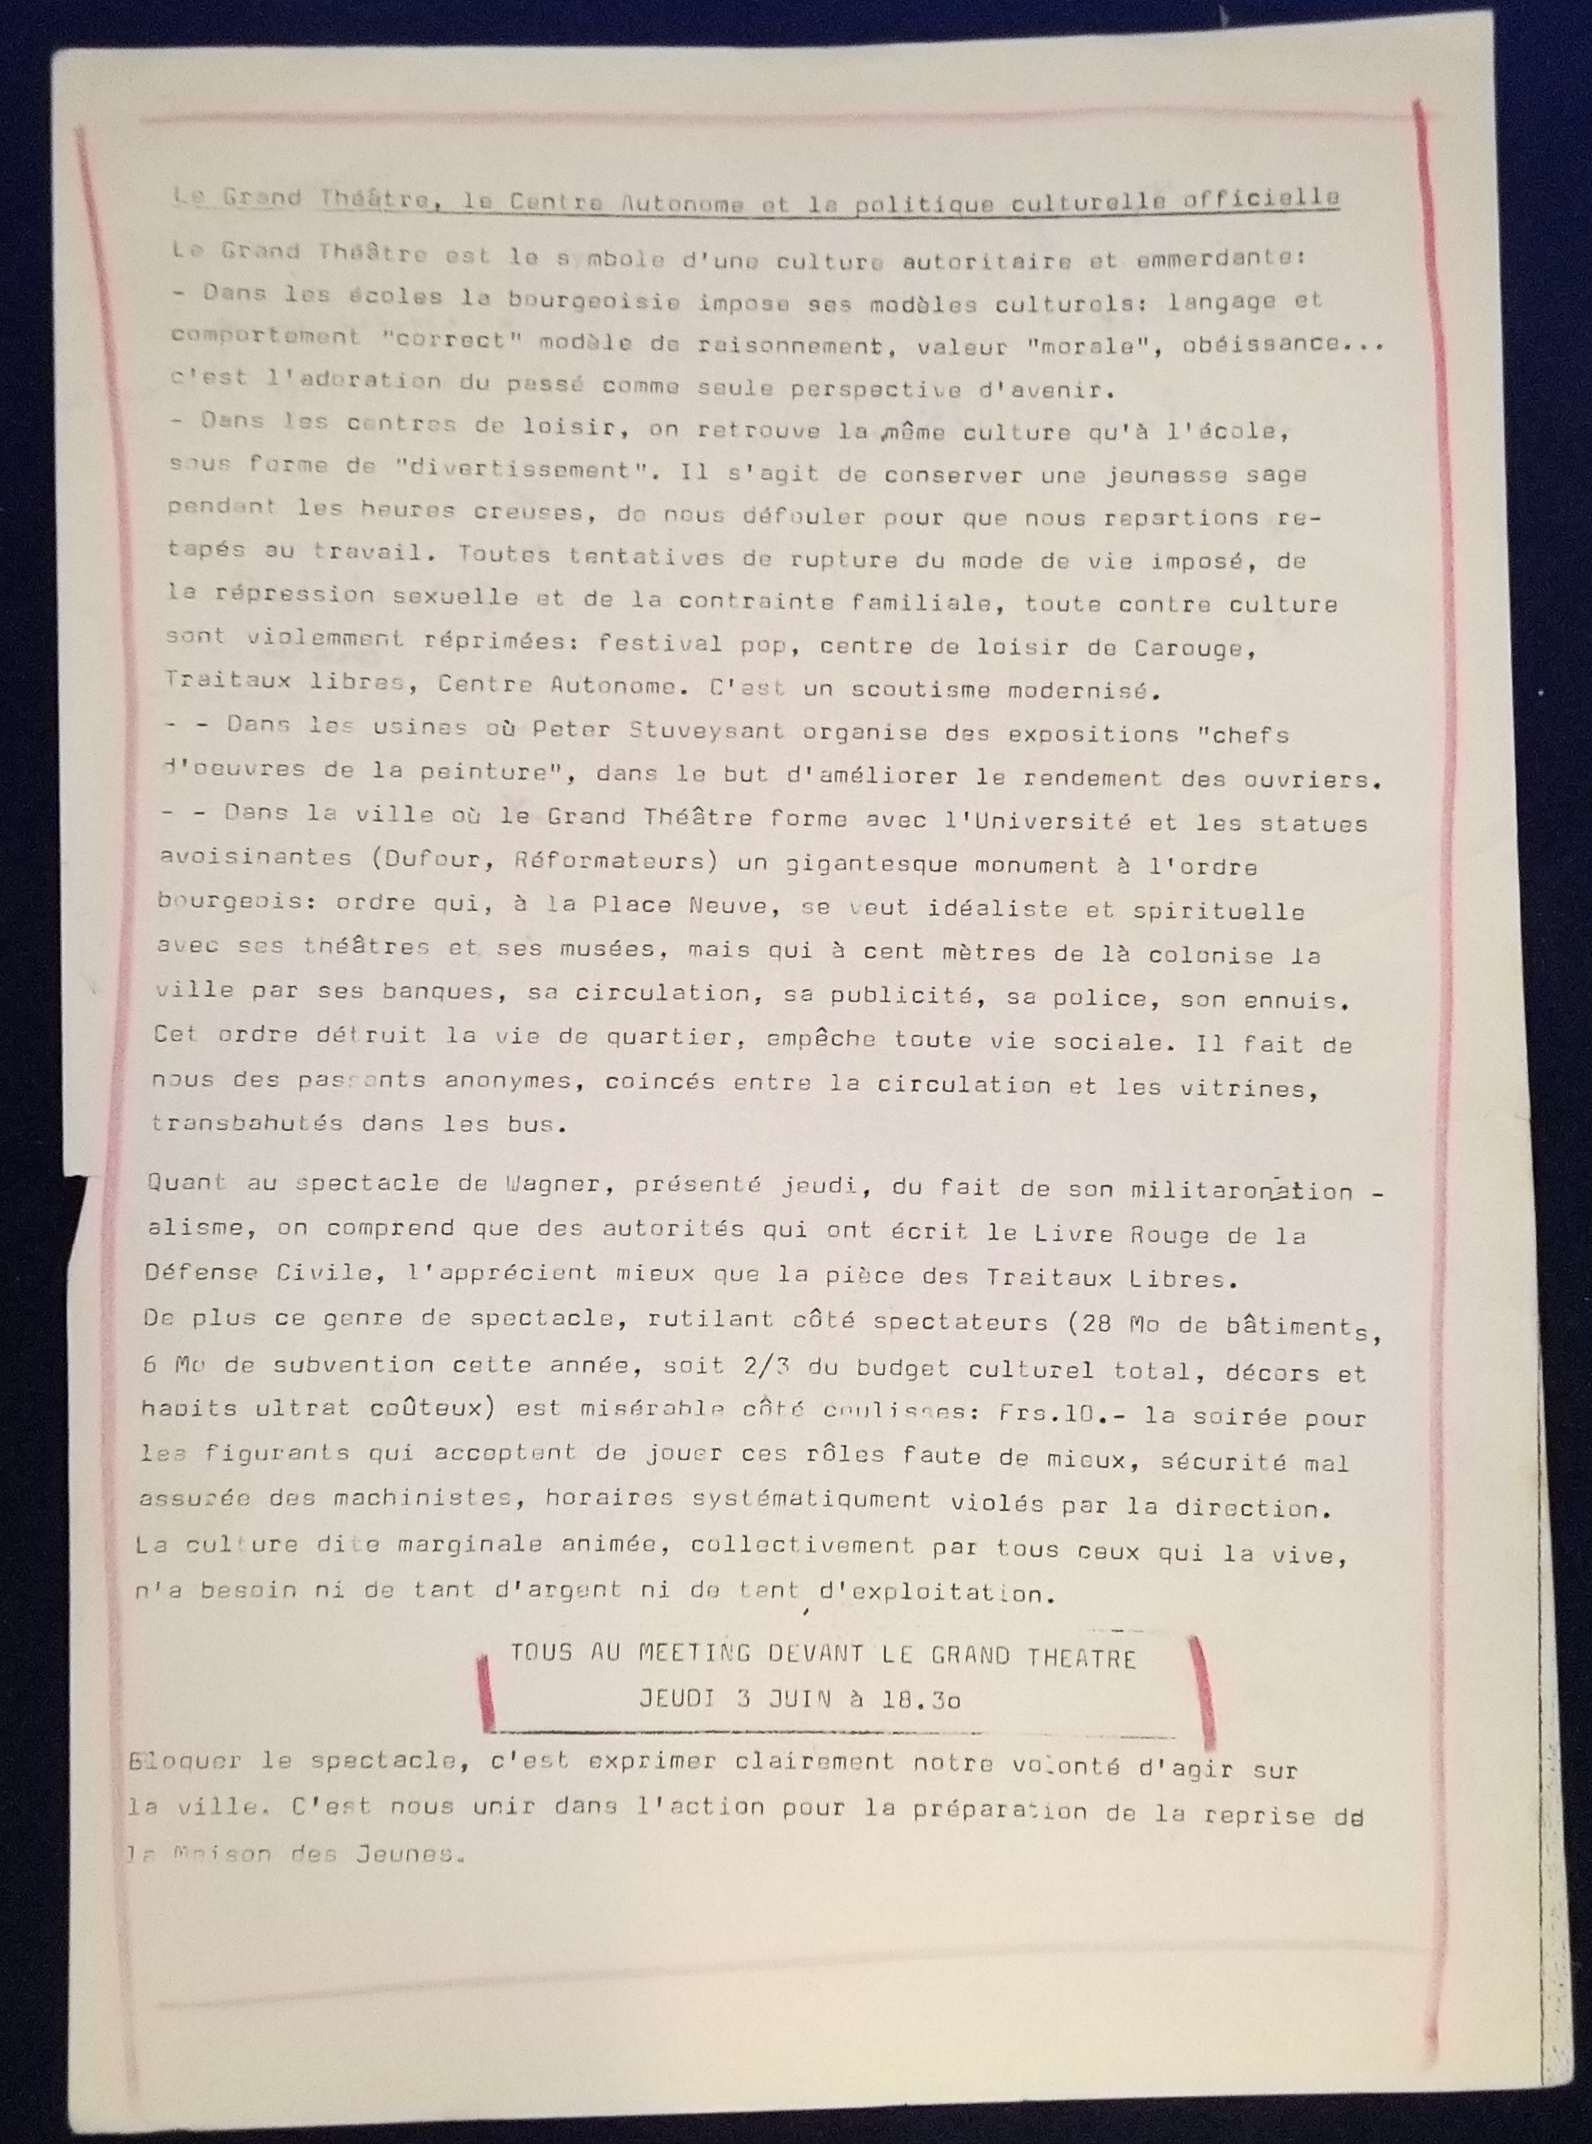 Le Grand Théâtre, le Centre Autonome et la politique culturelle officielle
Le Grand Théâtre est le s mbole d'une culture autoritaire et emmerdante:
- Dans les écoles la bourgeoisie impose ses modèles culturels: langage et
comportement "correct" modèle de raisonnement, valeur "morale", obéissance...
c'est l'adoration du passé comme seule perspective d'avenir.
- Dans les centres de loisir, on retrouve la même culture qu'à l'école,
sous forme de "divertissement". Il s'agit de conserver une jeunesse sage
pendant les heures creuses, de nous défouler pour que nous repartions re-
tapés au travail. Toutes tentatives de rupture du mode de vie imposé, de
la répression sexuelle et de la contrainte familiale, toute contre culture
sont violemment réprimées: festival pop, centre de loisir de Carouge,
Traitaux libres, Centre Autonome. C'est un scoutisme modernisé.
- - Dans les usines où Peter Stuveysant organise des expositions "chefs
d'oeuvres de la peinture", dans le but d'améliorer le rendement des ouvriers.
- - Dans la ville où le Grand Théâtre forme avec l'Université et les statues
avoisinantes (Dufour, Réformateurs) un gigantesque monument à l'ordre
bourgeois: ordre qui, à la Place Neuve, se veut idéaliste et spirituelle
avec ses théâtres et ses musées, mais qui à cent mètres de là colonise la
ville par ses banques, sa circulation, sa publicité, sa police, son ennuis.
Cet ordre détruit la vie de quartier, empêche toute vie sociale. Il fait de
nous des passants anonymes, coincés entre la circulation et les vitrines,
transbahutés dans les bus.
Quant au spectacle de Wagner, présenté jeudi, du fait de son militaronation -
alisme, on comprend que des autorités qui ont écrit le Livre Rouge de la
Défense Civile, l'apprécient mieux que la pièce des Traitaux Libres.
De plus ce genre de spectacle, rutilant côté spectateurs (28 Mo de bâtiments,
6 Mo de subvention cette année, soit 2/3 du budget culturel total, décors et
habits ultrat coûteux) est misérable côté coulisses: Frs.10.- la soirée pour
les figurants qui acceptent de jouer ces rôles faute de mieux, sécurité mal
assurée des machinistes, horaires systématiqument violés par la direction.
La culture dite marginale animée, collectivement par tous ceux qui la vive,
n'a besoin ni de tant d'argent ni de tant d'exploitation.
TOUS AU MEETING DEVANT LE GRAND THEATRE
JEUDI 3 JUIN à 18.3o
Bloquer le spectacle, c'est exprimer clairement notre volonté d'agir sur
la ville. C'est nous unir dans l'action pour la préparation de la reprise de
la Maison des Jeunes.